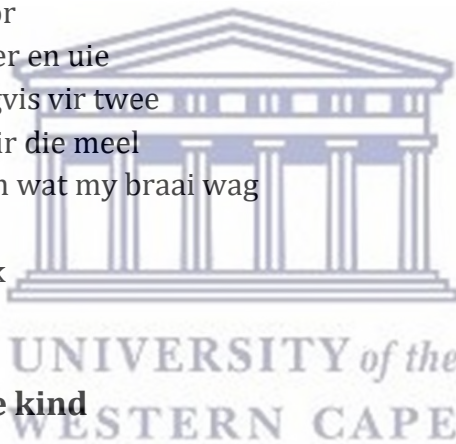 or
er en uie
gvis vir twee
ir die meel
n wat my braai wag
k
e kind
UNIVERSITY of the
WESTERN CAPE